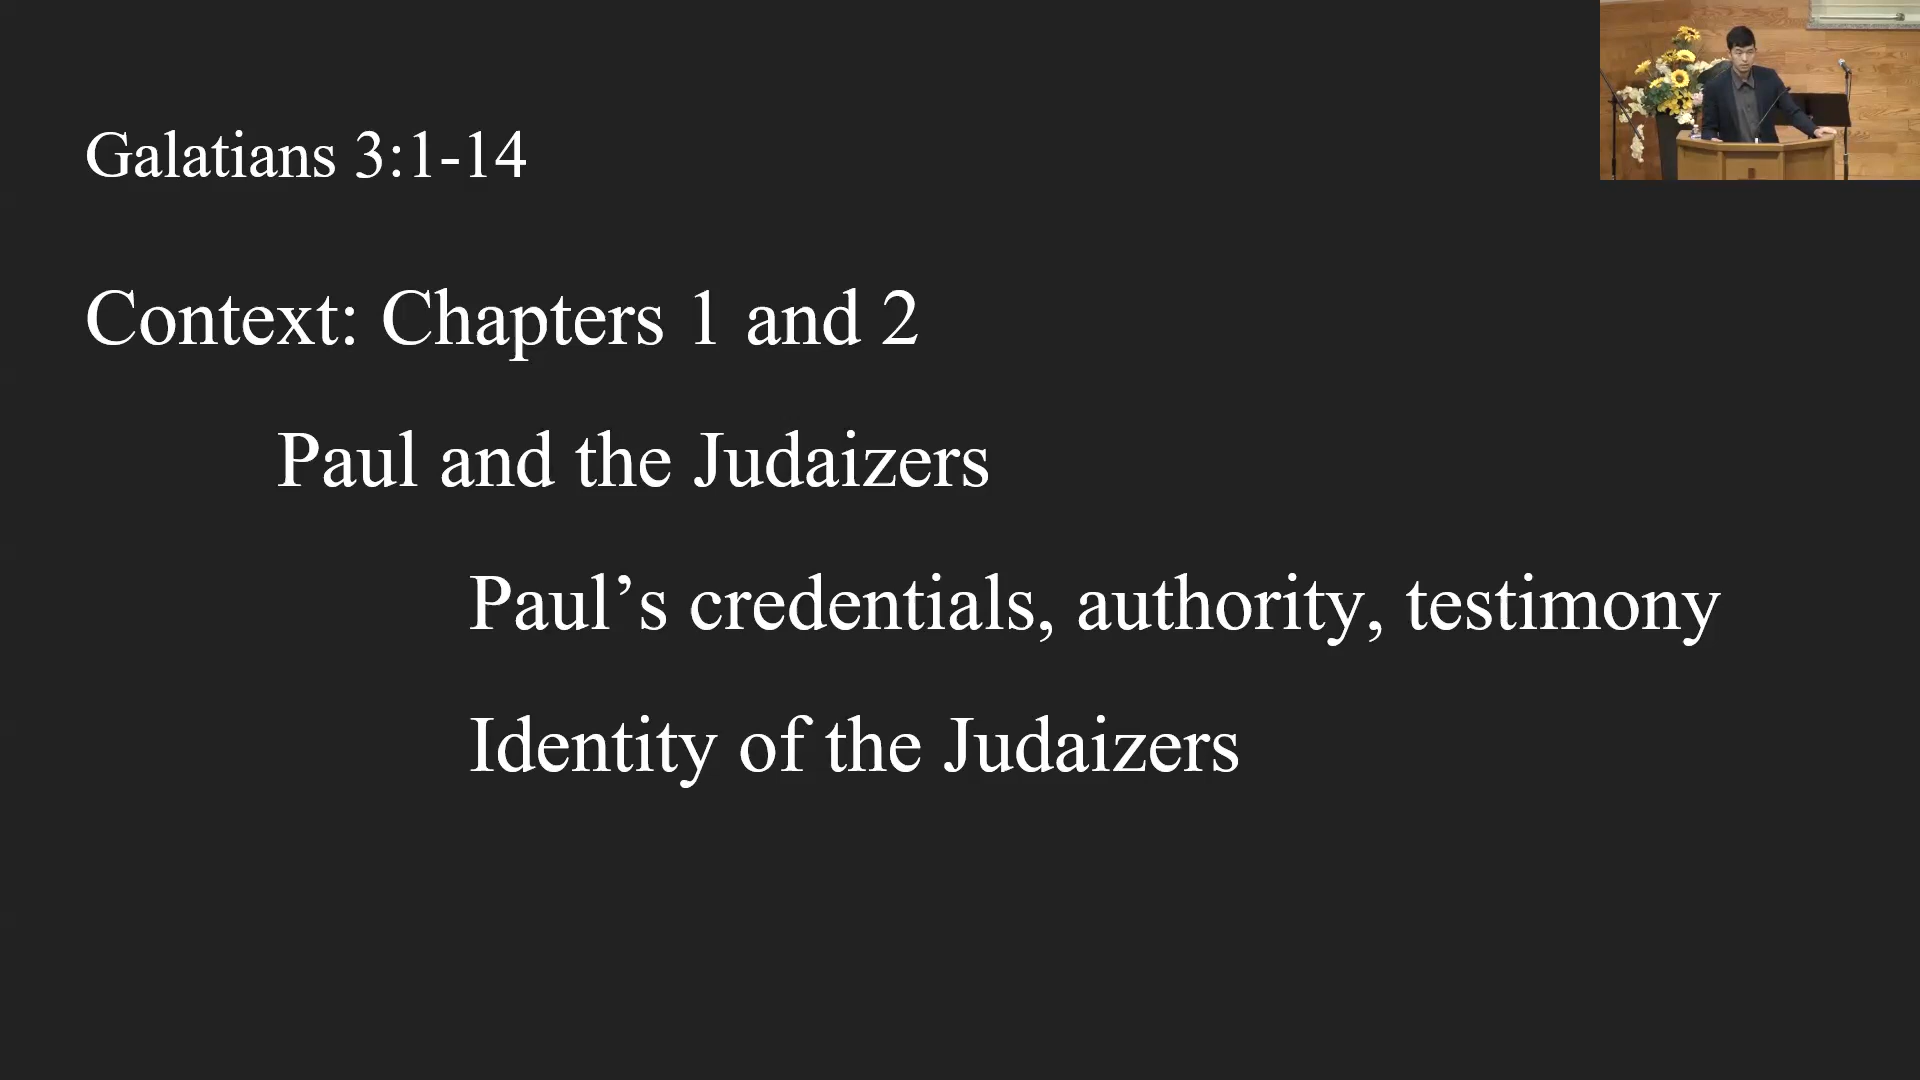 Galatians 3:1-14
Context: Chapters 1 and 2
Paul and the Judaizers
Paul’s credentials, authority, testimony
Identity of the Judaizers